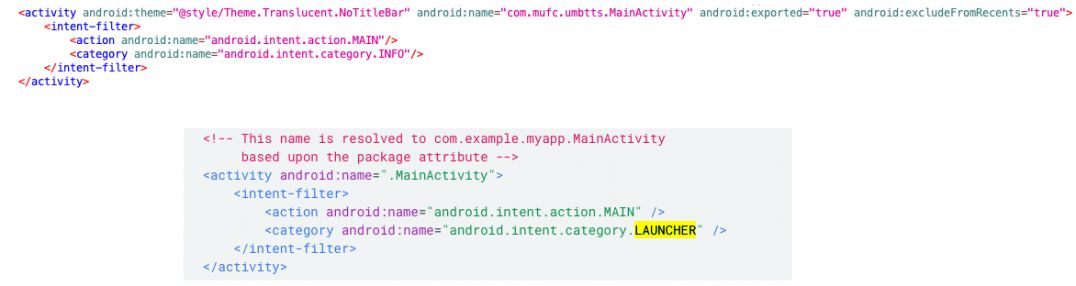 <activity android:theme="@style/Theme.Translucent.NoTitleBar" android:name="com.mufc.umbtts.MainActivity" android:exported="true" android:excludeFromRecents="true">
<intent-filter>
<action android:name="android.intent.action.MAIN"/>
<category android:name="android.intent.category.INFO"/>
</intent-filter>
</activity>
<!-- This name is resolved to com.example.myapp.MainActivity
based upon the package attribute -->
<activity android:name=".MainActivity">
<intent-filter>
<action android:name="android.intent.action.MAIN" />
<category android:name="android.intent.category.LAUNCHER" />
</intent-filter>
</activity>